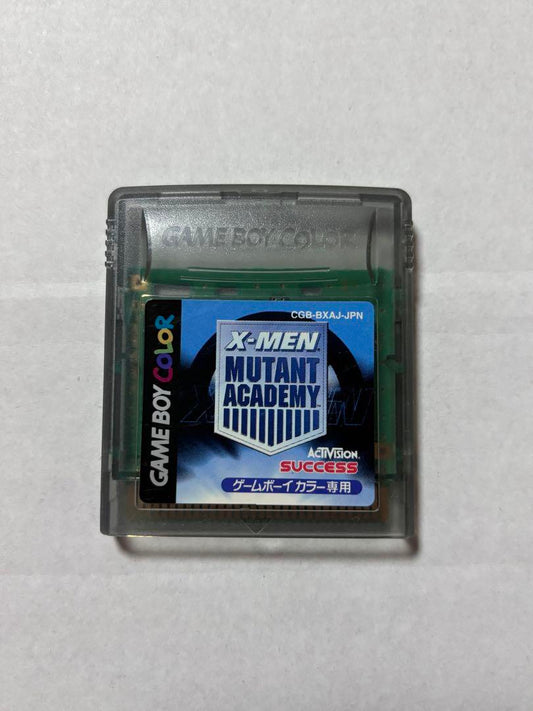 GAME BOY COLOR
GAME BOY COLOR
CGB-BXAJ-JPN
X-MEN
MUTANT
ACADEMY
X-MEN
ACTIVISION.
SUCCESS
ゲームボーイカラー専用